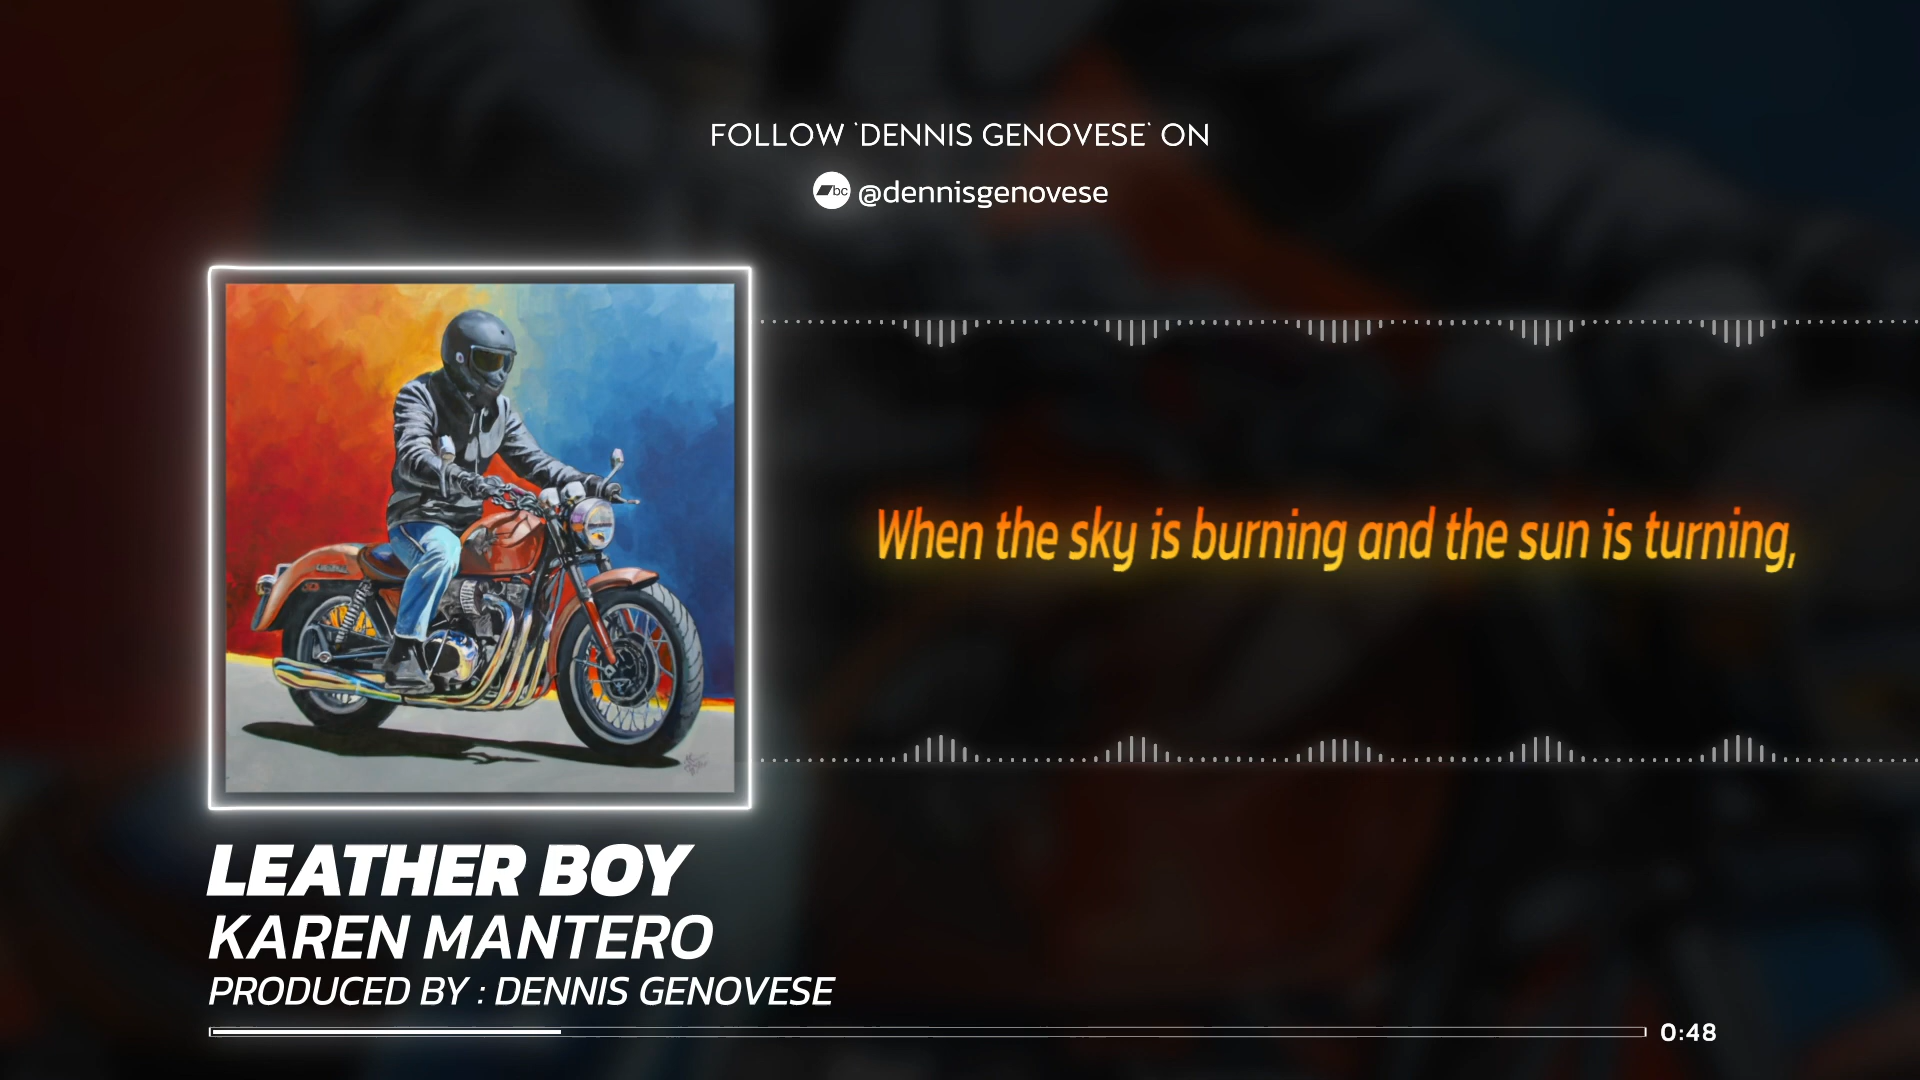 FOLLOW `DENNIS GENOVESE` ON
bc @dennisgenovese
When the sky is burning and the sun is turning,
LEATHER BOY
KAREN MANTERO
PRODUCED BY : DENNIS GENOVESE
0:48